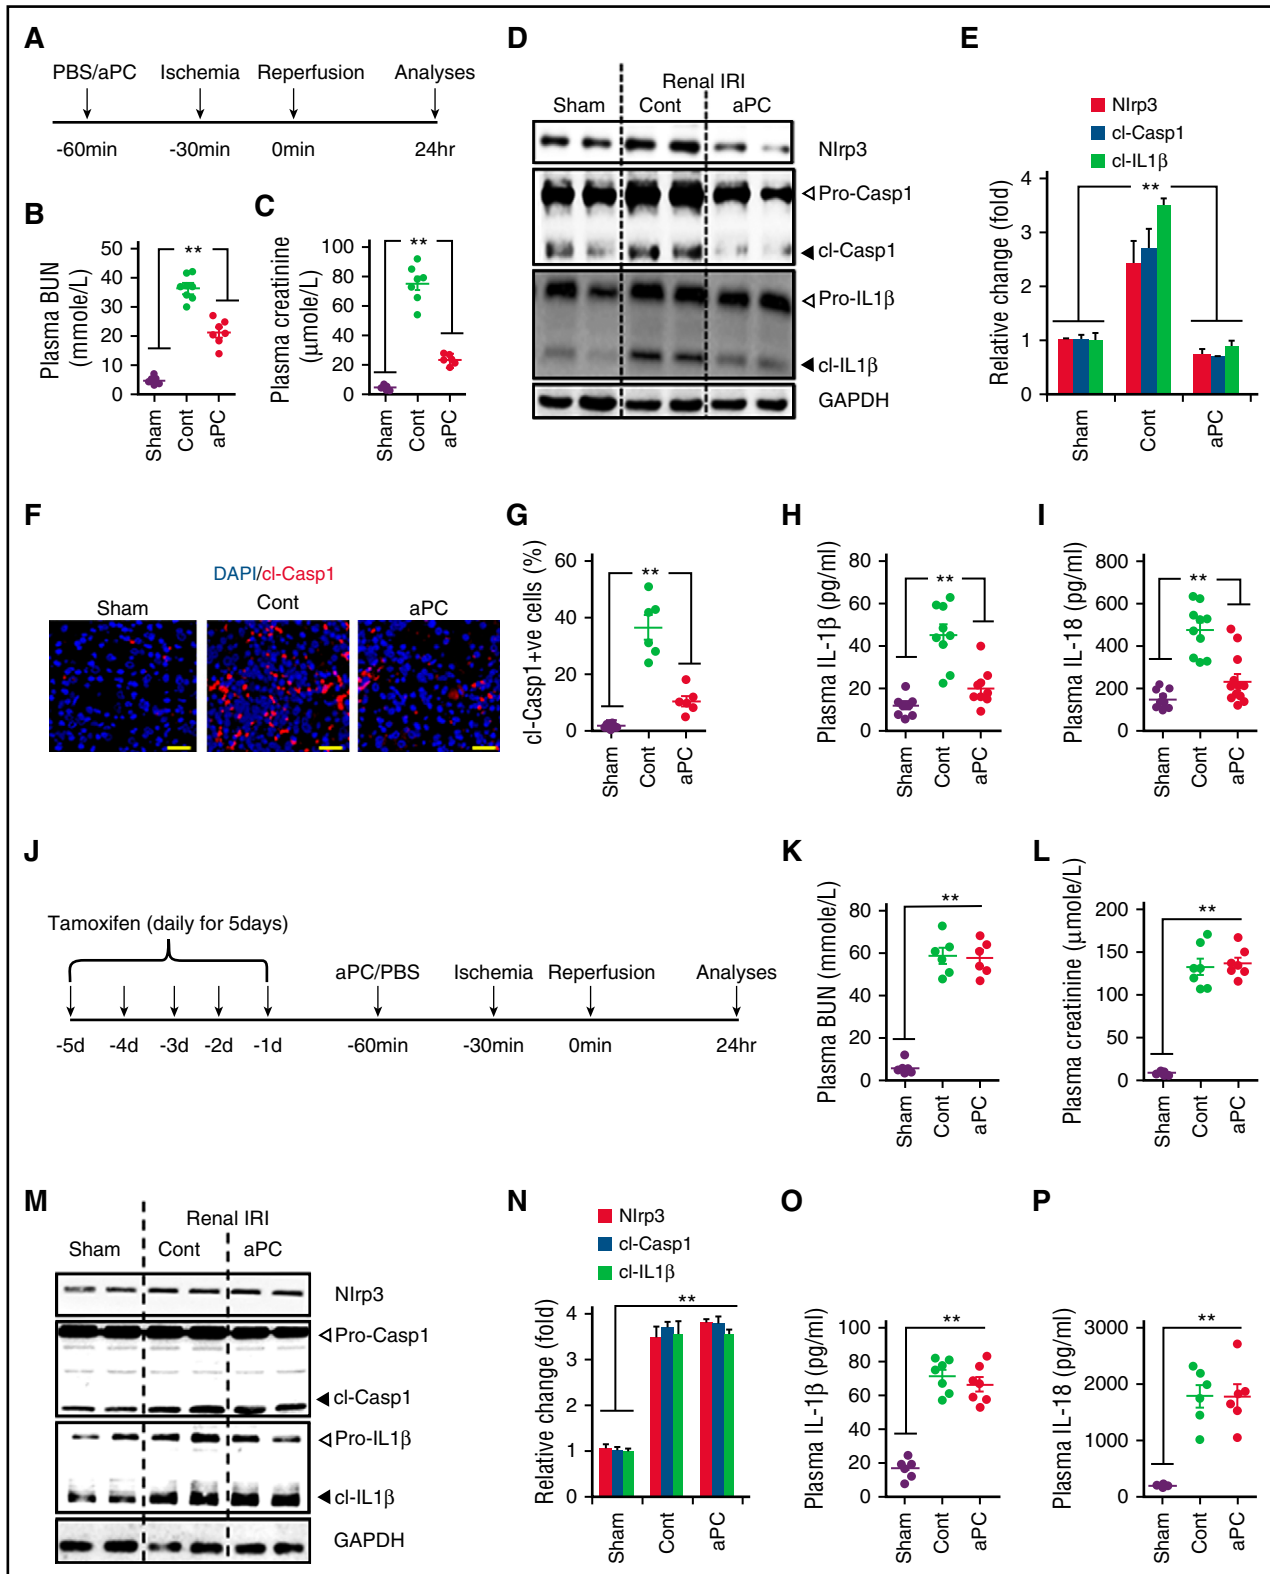 A
PBS/aPC Ischemia Reperfusion Analyses
-60min -30min 0min 24hr
B
Plasma BUN
(mmole/L)
50
40
30
20
10
0
**
Sham
Cont
aPC
C
Plasma creatinine
(µmole/L)
100
80
60
40
20
0
**
Sham
Cont
aPC
D
Renal IRI
Sham Cont aPC
Nlrp3
Pro-Casp1
cl-Casp1
Pro-IL1β
cl-IL1β
GAPDH
E
Nlrp3
cl-Casp1
cl-IL1β
Relative change (fold)
4
3
2
1
0
**
Sham
Cont
aPC
F
DAPI/cl-Casp1
Sham Cont aPC
G
cl-Casp1+ve cells (%)
60
40
20
0
**
Sham
Cont
aPC
H
Plasma IL-1β (pg/ml)
80
60
40
20
0
**
Sham
Cont
aPC
I
Plasma IL-18 (pg/ml)
800
600
400
200
0
**
Sham
Cont
aPC
J
Tamoxifen (daily for 5days)
aPC/PBS Ischemia Reperfusion Analyses
-5d -4d -3d -2d -1d -60min -30min 0min 24hr
K
Plasma BUN (mmole/L)
80
60
40
20
0
**
Sham
Cont
aPC
L
Plasma creatinine (µmole/L)
200
150
100
50
0
**
Sham
Cont
aPC
M
Renal IRI
Sham Cont aPC
Nlrp3
Pro-Casp1
cl-Casp1
Pro-IL1β
cl-IL1β
GAPDH
N
Nlrp3
cl-Casp1
cl-IL1β
Relative change (fold)
4
3
2
1
0
**
Sham
Cont
aPC
O
Plasma IL-1β (pg/ml)
100
80
60
40
20
0
**
Sham
Cont
aPC
P
Plasma IL-18 (pg/ml)
3000
2000
1000
0
**
Sham
Cont
aPC